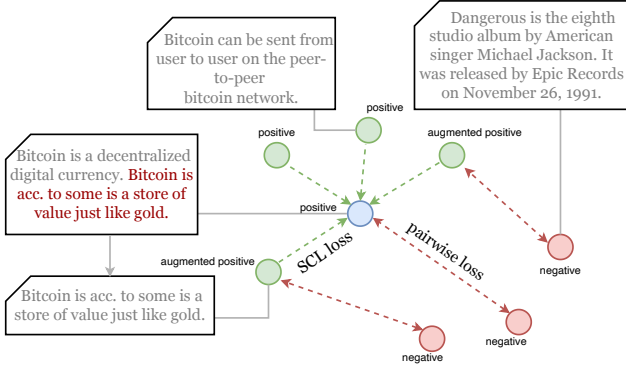 Dangerous is the eighth
studio album by American
singer Michael Jackson. It
was released by Epic Records
on November 26, 1991.
Bitcoin can be sent from
user to user on the peer-
to-peer
bitcoin network.
positive
positive
augmented positive
Bitcoin is a decentralized
digital currency. Bitcoin is
acc. to some is a store of
value just like gold.
positive
SCL loss
pairwise loss
augmented positive
negative
Bitcoin is acc. to some is a
store of value just like gold.
negative
negative